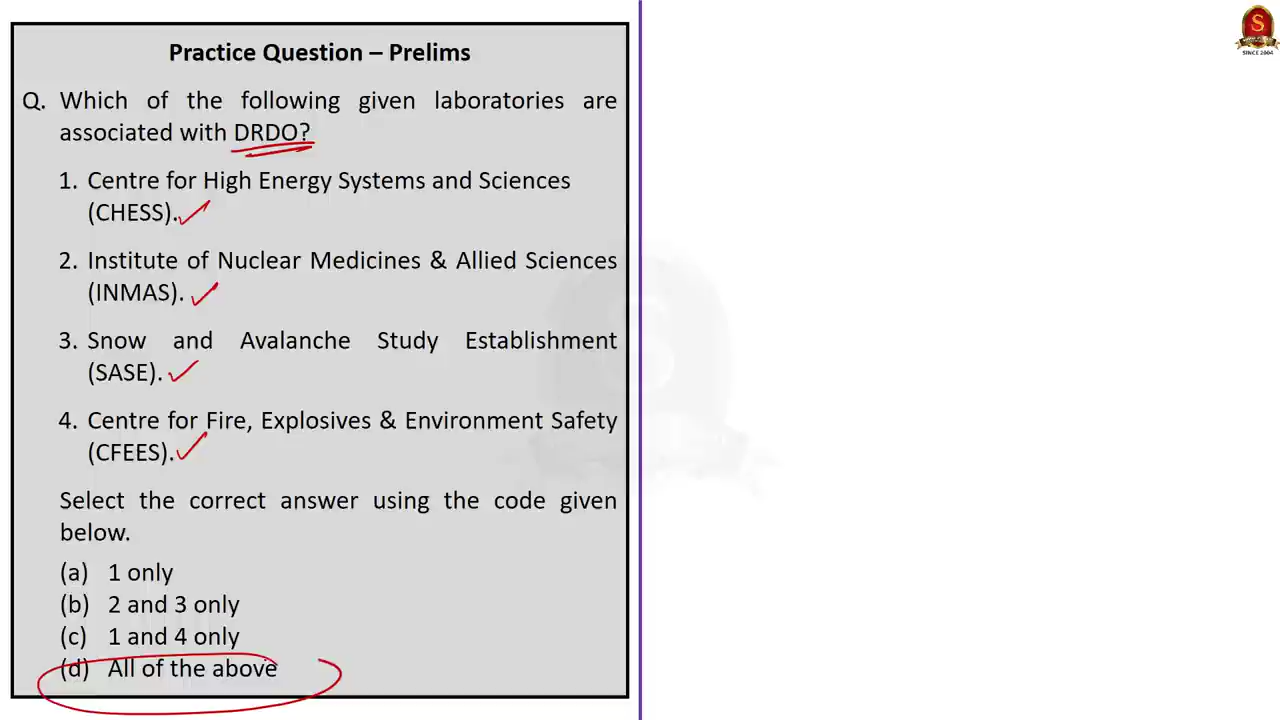 Practice Question – Prelims
Q. Which of the following given laboratories are
associated with DRDO?
1. Centre for High Energy Systems and Sciences
(CHESS).
2. Institute of Nuclear Medicines & Allied Sciences
(INMAS).
3. Snow and Avalanche Study Establishment
(SASE).
4. Centre for Fire, Explosives & Environment Safety
(CFEES).
Select the correct answer using the code given
below.
(a) 1 only
(b) 2 and 3 only
(c) 1 and 4 only
(d) All of the above
S
SINCE 2004